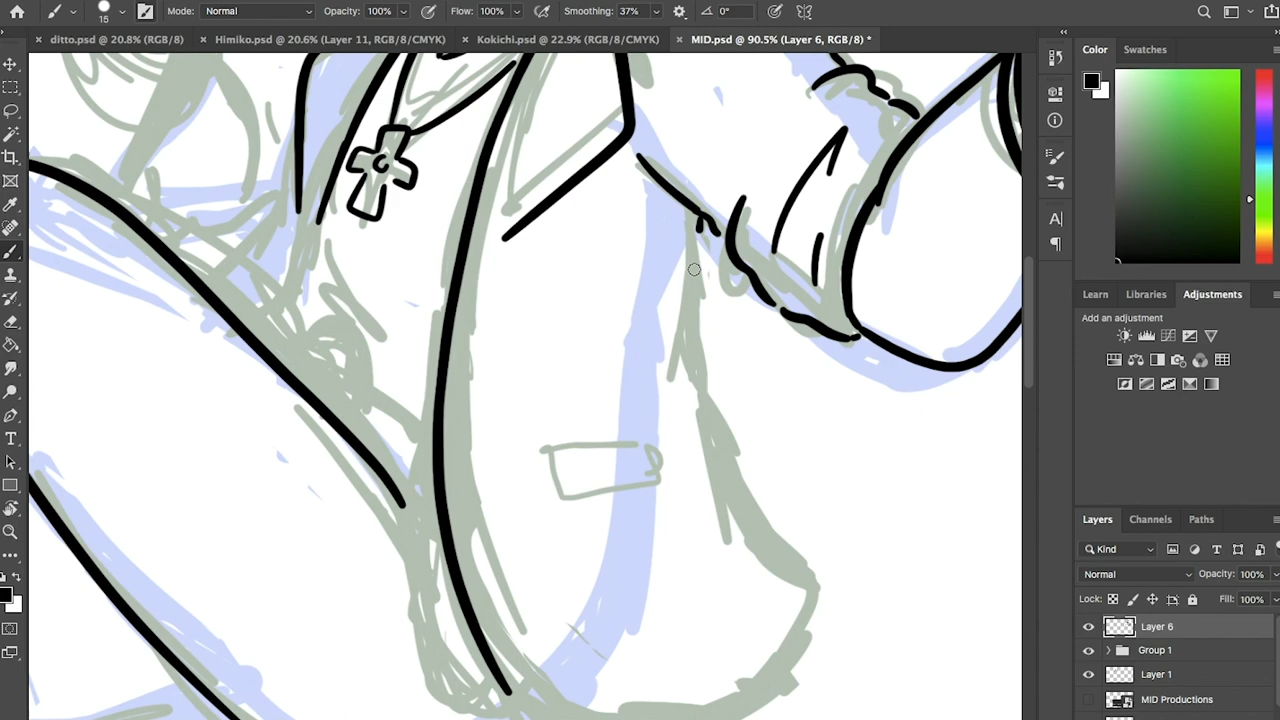 15 Mode: Normal Opacity: 100% Flow: 100% Smoothing: 37% 0°
ditto.psd @ 20.8% (RGB/8) Himiko.psd @ 20.6% (Layer 11, RGB/8/CMYK) Kokichi.psd @ 22.9% (RGB/8/CMYK) MID.psd @ 90.5% (Layer 6, RGB/8) *
Color Swatches
Learn Libraries Adjustments
Add an adjustment
Layers Channels Paths
Kind
Normal Opacity: 100%
Lock: Fill: 100%
Layer 6
Group 1
Layer 1
MID Productions